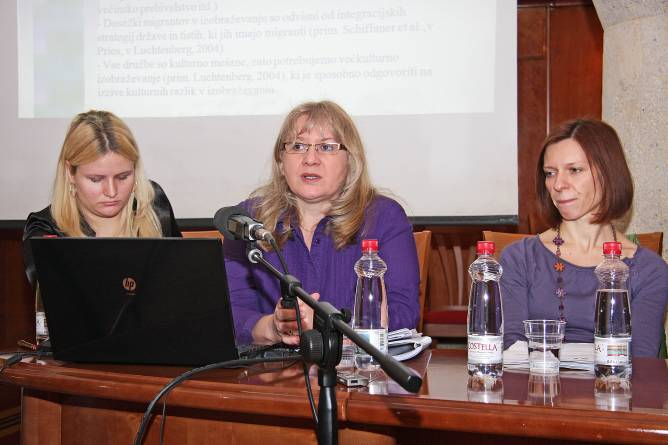 večinsko prebivalstvo itd.)
- Dosežki migrantov v izobraževanju so odvisni od integracijskih
strategij države in tistih, ki jih imajo migranti (prim. Schiffauer et al., v
Pries, v Luchtenberg, 2004).
- Vse družbe so kulturno mešane, zato potrebujemo večkulturno
izobraževanje (prim. Luchtenberg, 2004), ki je sposobno odgovoriti na
izzive kulturnih razlik v izobraževanju.
hp
COSTELLA